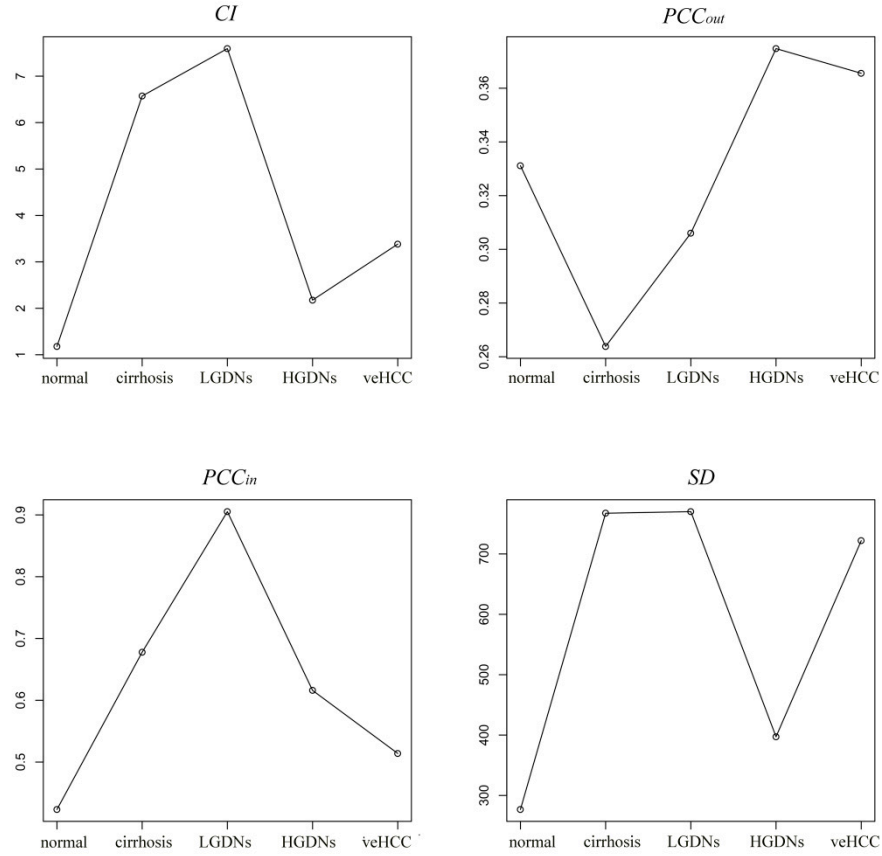 CI
7
6
5
4
3
2
1
normal cirrhosis LGDNs HGDNs veHCC
PCCout
0.36
0.34
0.32
0.30
0.28
0.26
normal cirrhosis LGDNs HGDNs veHCC
PCCin
0.9
0.8
0.7
0.6
0.5
normal cirrhosis LGDNs HGDNs veHCC
SD
700
600
500
400
300
normal cirrhosis LGDNs HGDNs veHCC